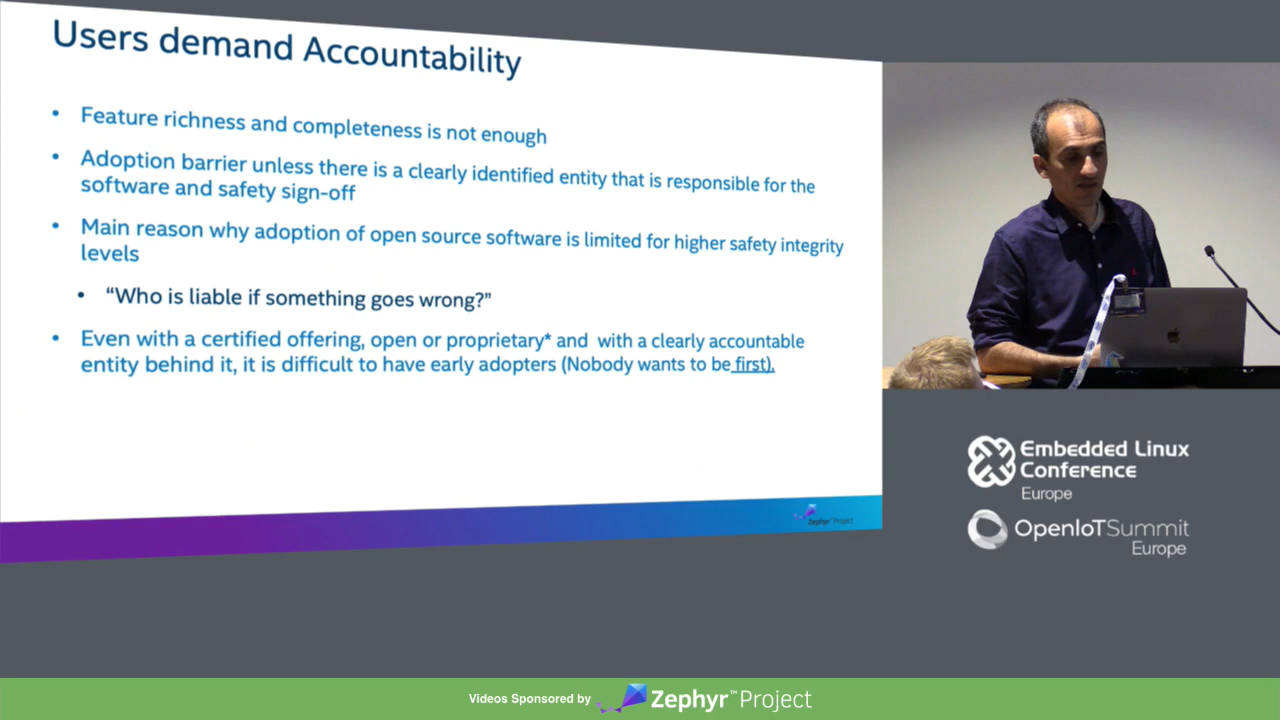 Users demand Accountability
• Feature richness and completeness is not enough
• Adoption barrier unless there is a clearly identified entity that is responsible for the
software and safety sign-off
• Main reason why adoption of open source software is limited for higher safety integrity
levels
• “Who is liable if something goes wrong?”
• Even with a certified offering, open or proprietary* and with a clearly accountable
entity behind it, it is difficult to have early adopters (Nobody wants to be first).
Zephyr™Project
Embedded Linux
Conference
Europe
OpenIoTSummit
Europe
Videos Sponsored by Zephyr™Project